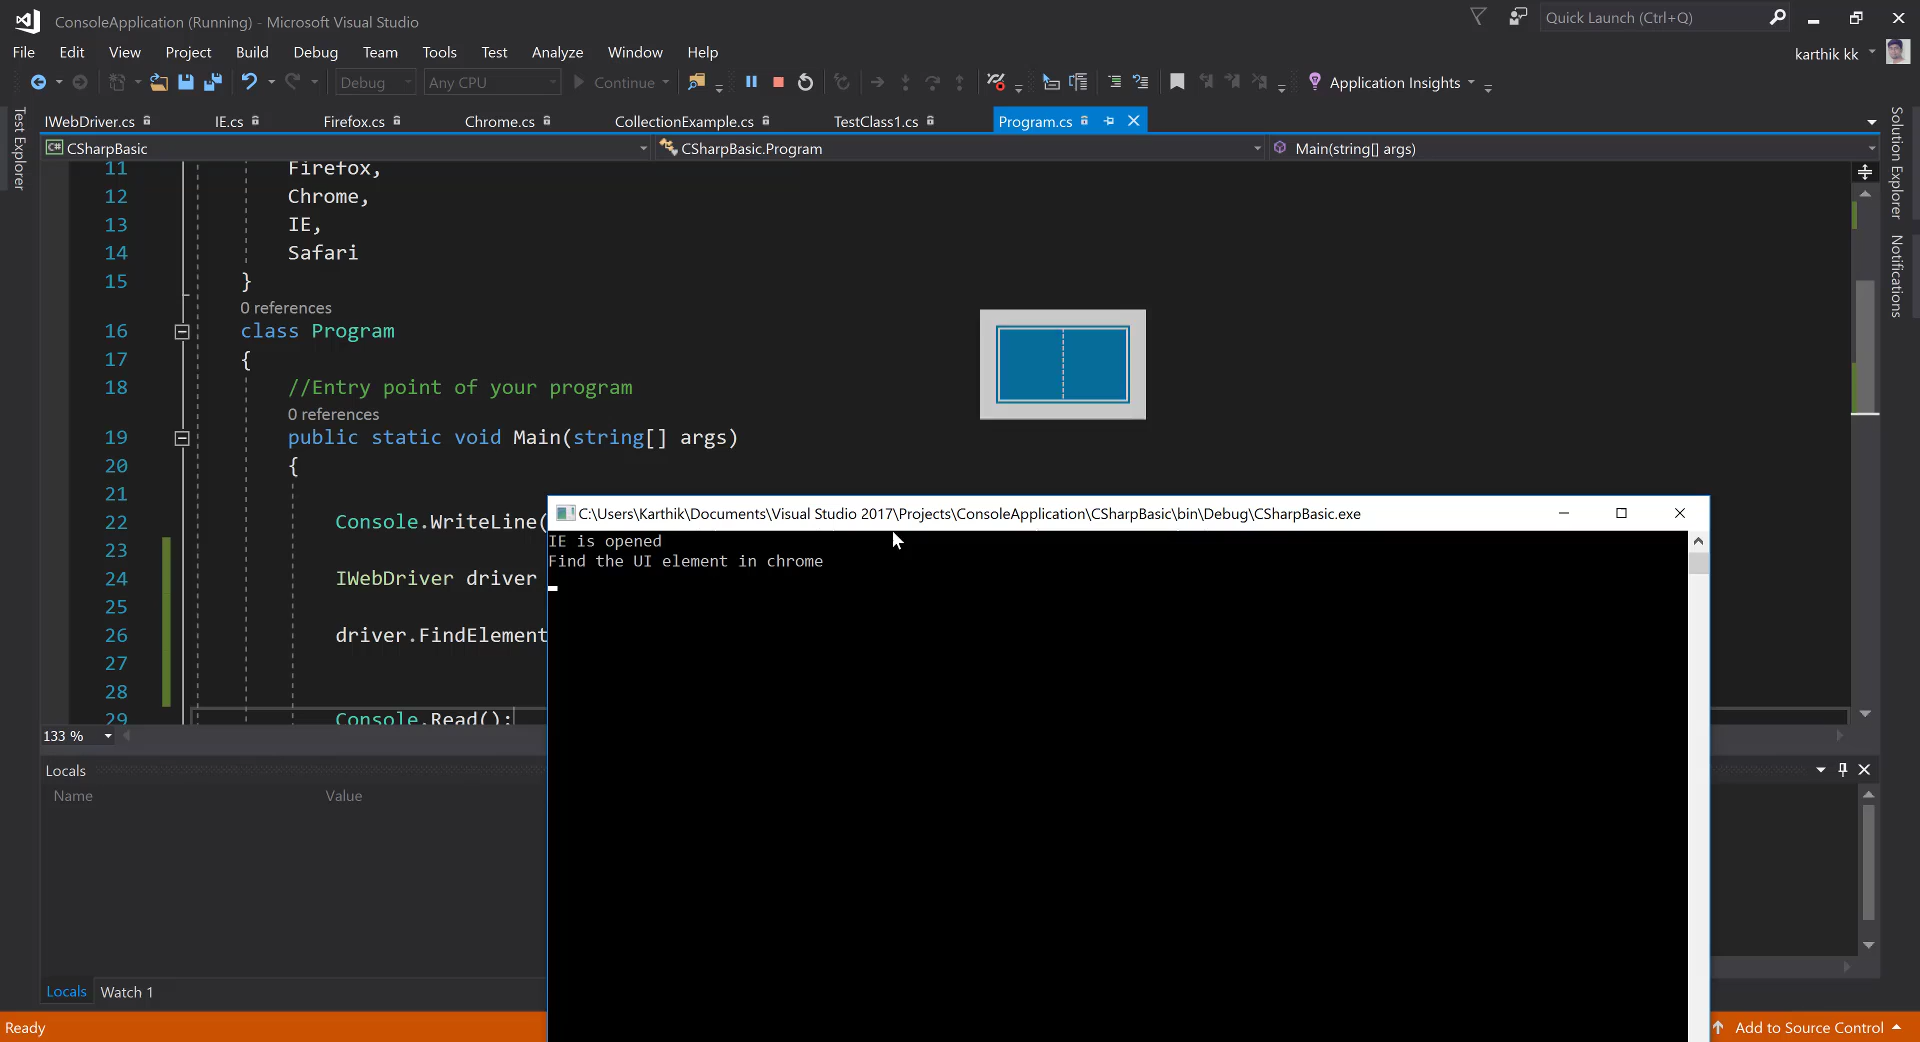 ConsoleApplication (Running) - Microsoft Visual Studio
Quick Launch (Ctrl+Q)
File Edit View Project Build Debug Team Tools Test Analyze Window Help
karthik kk
Debug Any CPU Continue Application Insights
Test Explorer
Solution Explorer
Notifications
IWebDriver.cs IE.cs Firefox.cs Chrome.cs CollectionExample.cs TestClass1.cs Program.cs
C# CSharpBasic CSharpBasic.Program Main(string[] args)
11 Firefox,
12 Chrome,
13 IE,
14 Safari
15 }
0 references
16 class Program
17 {
18 //Entry point of your program
0 references
19 public static void Main(string[] args)
20 {
21
22 Console.WriteLine(
23
24 IWebDriver driver
25
26 driver.FindElement
27
28
29 Console.Read();
C:\Users\Karthik\Documents\Visual Studio 2017\Projects\ConsoleApplication\CSharpBasic\bin\Debug\CSharpBasic.exe
IE is opened
Find the UI element in chrome
133 %
Locals
Name Value
Locals Watch 1
Ready
Add to Source Control